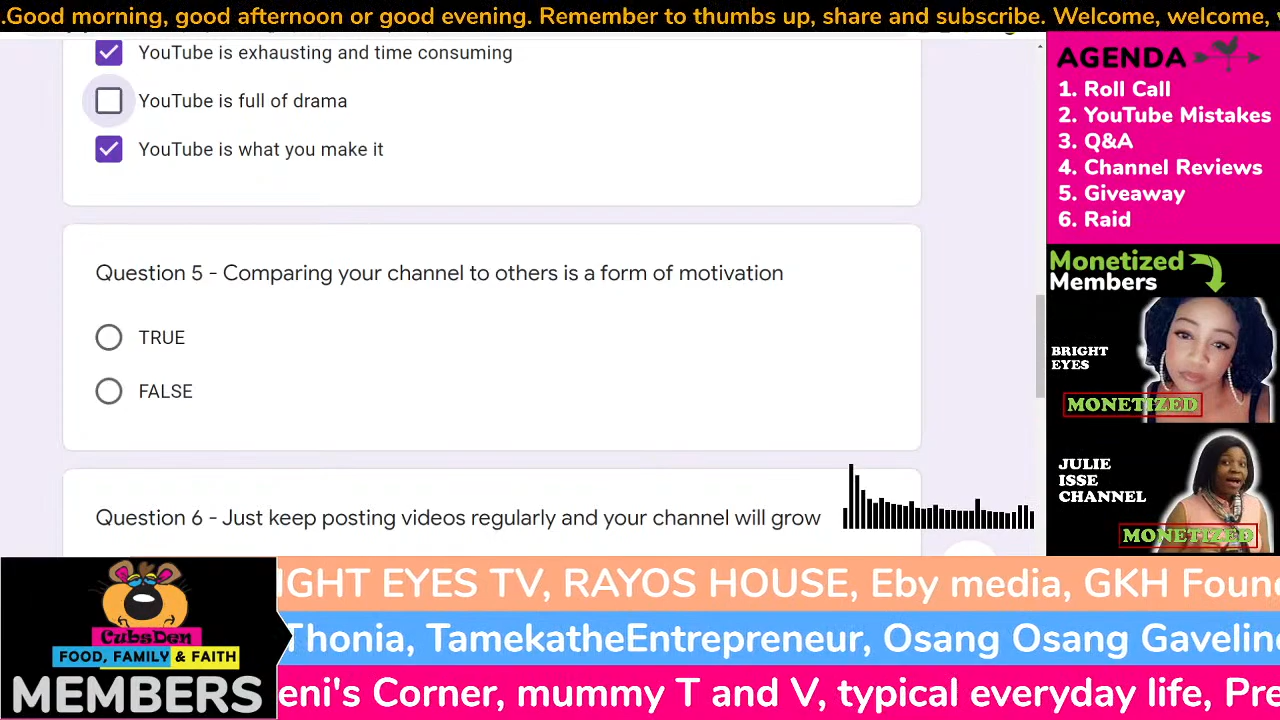 .Good morning, good afternoon or good evening. Remember to thumbs up, share and subscribe. Welcome, welcome,
YouTube is exhausting and time consuming
YouTube is full of drama
YouTube is what you make it
Question 5 - Comparing your channel to others is a form of motivation
TRUE
FALSE
Question 6 - Just keep posting videos regularly and your channel will grow
AGENDA
1. Roll Call
2. YouTube Mistakes
3. Q&A
4. Channel Reviews
5. Giveaway
6. Raid
Monetized
Members
BRIGHT
EYES
MONETIZED
JULIE
ISSE
CHANNEL
MONETIZED
CubsDen
FOOD, FAMILY & FAITH
MEMBERS
IGHT EYES TV, RAYOS HOUSE, Eby media, GKH Foun
Thonia, TamekatheEntrepreneur, Osang Osang Gaveline
eni's Corner, mummy T and V, typical everyday life, Pre